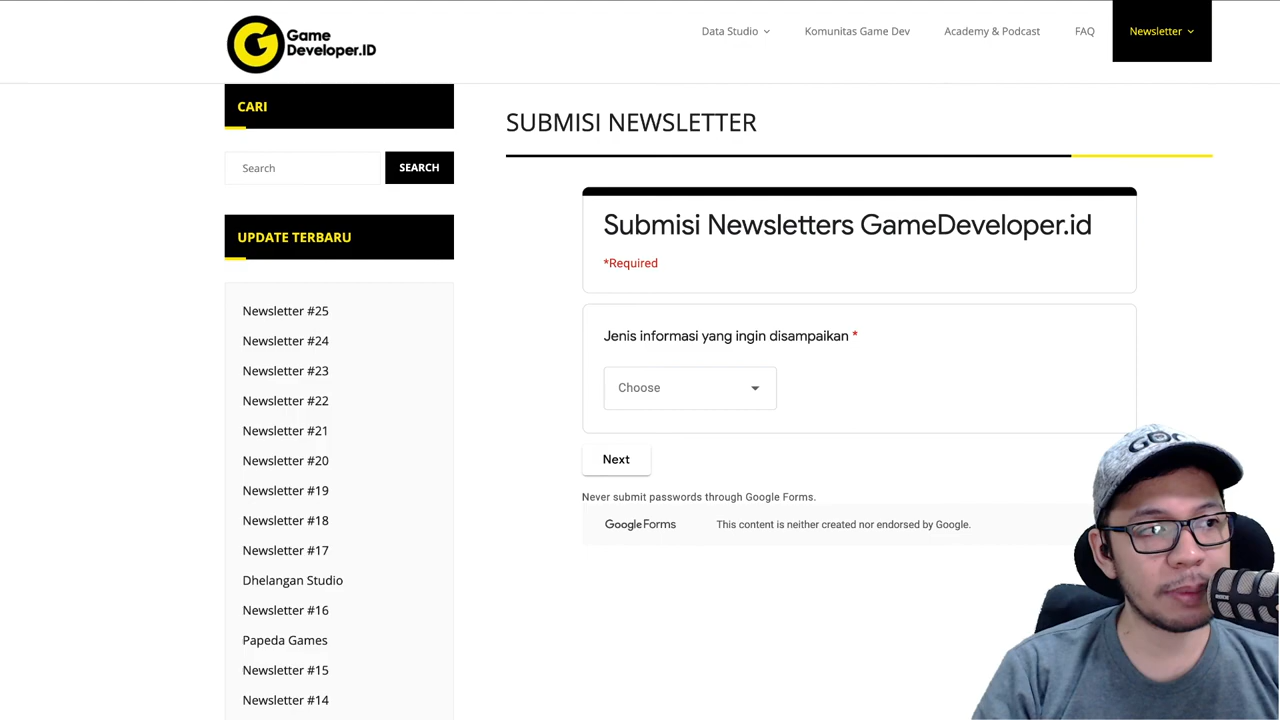 Game
Developer.ID
Data Studio
Komunitas Game Dev
Academy & Podcast
FAQ
Newsletter
CARI
Search
SEARCH
UPDATE TERBARU
Newsletter #25
Newsletter #24
Newsletter #23
Newsletter #22
Newsletter #21
Newsletter #20
Newsletter #19
Newsletter #18
Newsletter #17
Dhelangan Studio
Newsletter #16
Papeda Games
Newsletter #15
Newsletter #14
SUBMISI NEWSLETTER
Submisi Newsletters GameDeveloper.id
*Required
Jenis informasi yang ingin disampaikan *
Choose
Next
Never submit passwords through Google Forms.
Google Forms
This content is neither created nor endorsed by Google.